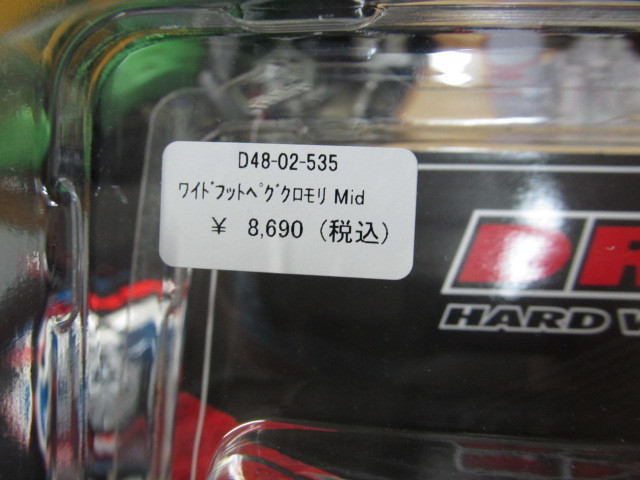 D48-02-535
ﾜｲﾄﾞﾌｯﾄﾍﾟｸﾞｸﾛﾓﾘ Mid
¥ 8,690 (税込)
DR
HARD